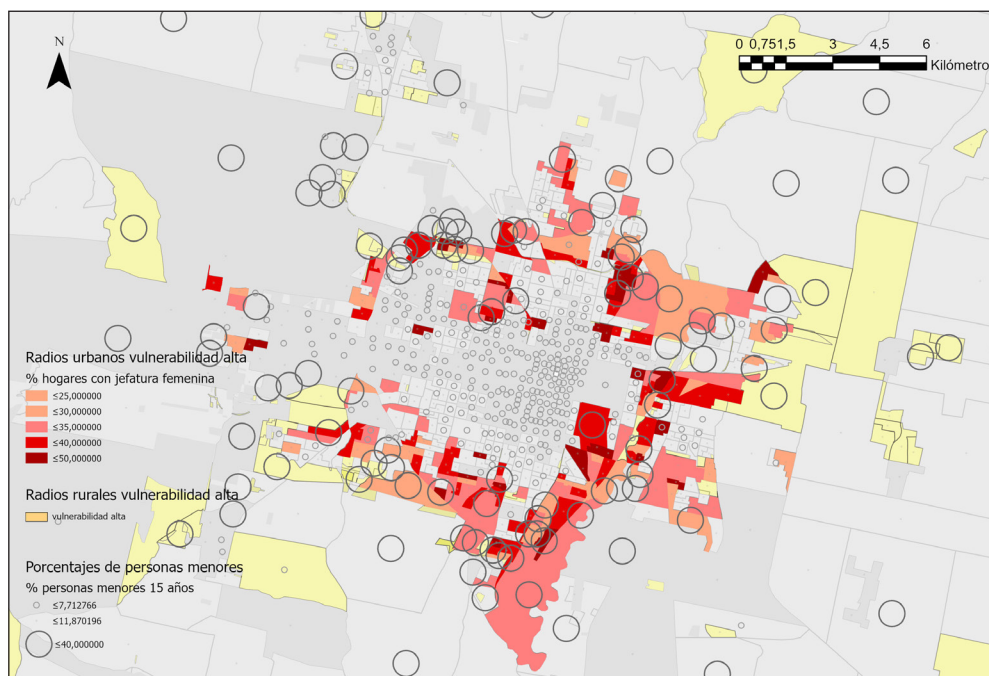 N
0 0,751,5 3 4,5 6
Kilómetro
Radios urbanos vulnerabilidad alta
% hogares con jefatura femenina
≤25,000000
≤30,000000
≤35,000000
≤40,000000
≤50,000000
Radios rurales vulnerabilidad alta
vulnerabilidad alta
Porcentajes de personas menores
% personas menores 15 años
≤7,712766
≤11,870196
≤40,000000